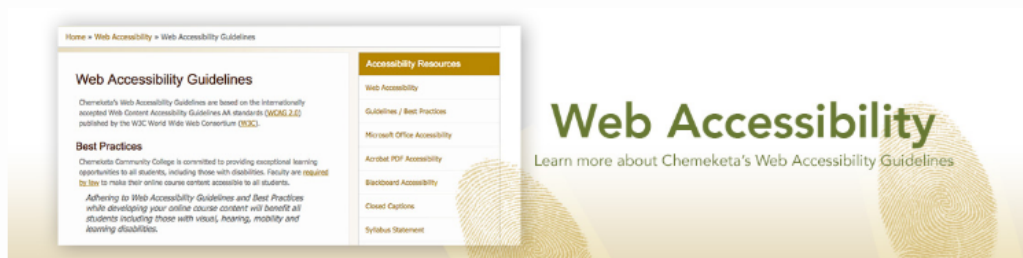 Home » Web Accessibility » Web Accessibility Guidelines
Web Accessibility Guidelines
Chemeketa's Web Accessibility Guidelines are based on the internationally
accepted Web Content Accessibility Guidelines AA standards (WCAG 2.0)
published by the W3C World Wide Web Consortium (W3C).
Best Practices
Chemeketa Community College is committed to providing exceptional learning
opportunities to all students, including those with disabilities. Faculty are required
by law to make their online course content accessible to all students.
Adhering to Web Accessibility Guidelines and Best Practices
while developing your online course content will benefit all
students including those with visual, hearing, mobility and
learning disabilities.
Accessibility Resources
Web Accessibility
Guidelines / Best Practices
Microsoft Office Accessibility
Acrobat PDF Accessibility
Blackboard Accessibility
Closed Captions
Syllabus Statement
Web Accessibility
Learn more about Chemeketa's Web Accessibility Guidelines